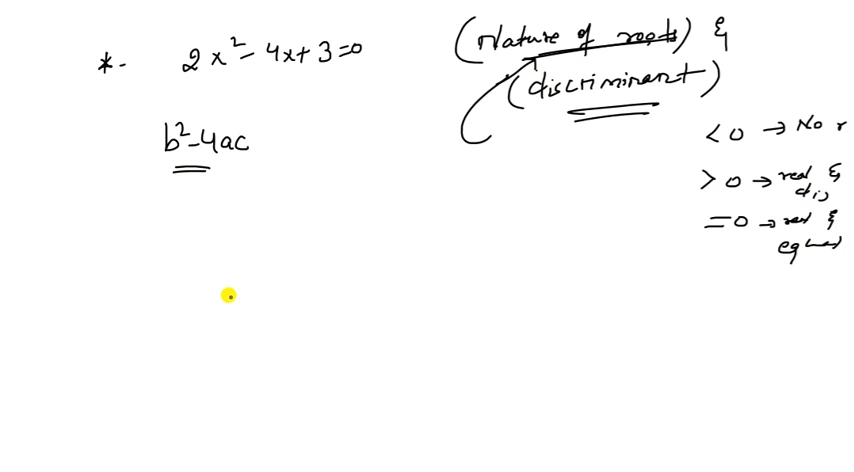 *- 2x² - 4x + 3 = 0
(Nature of roots) &
(discriminant)
b² - 4ac
< 0 → No r
> 0 → real & dis
= 0 → real &
equal